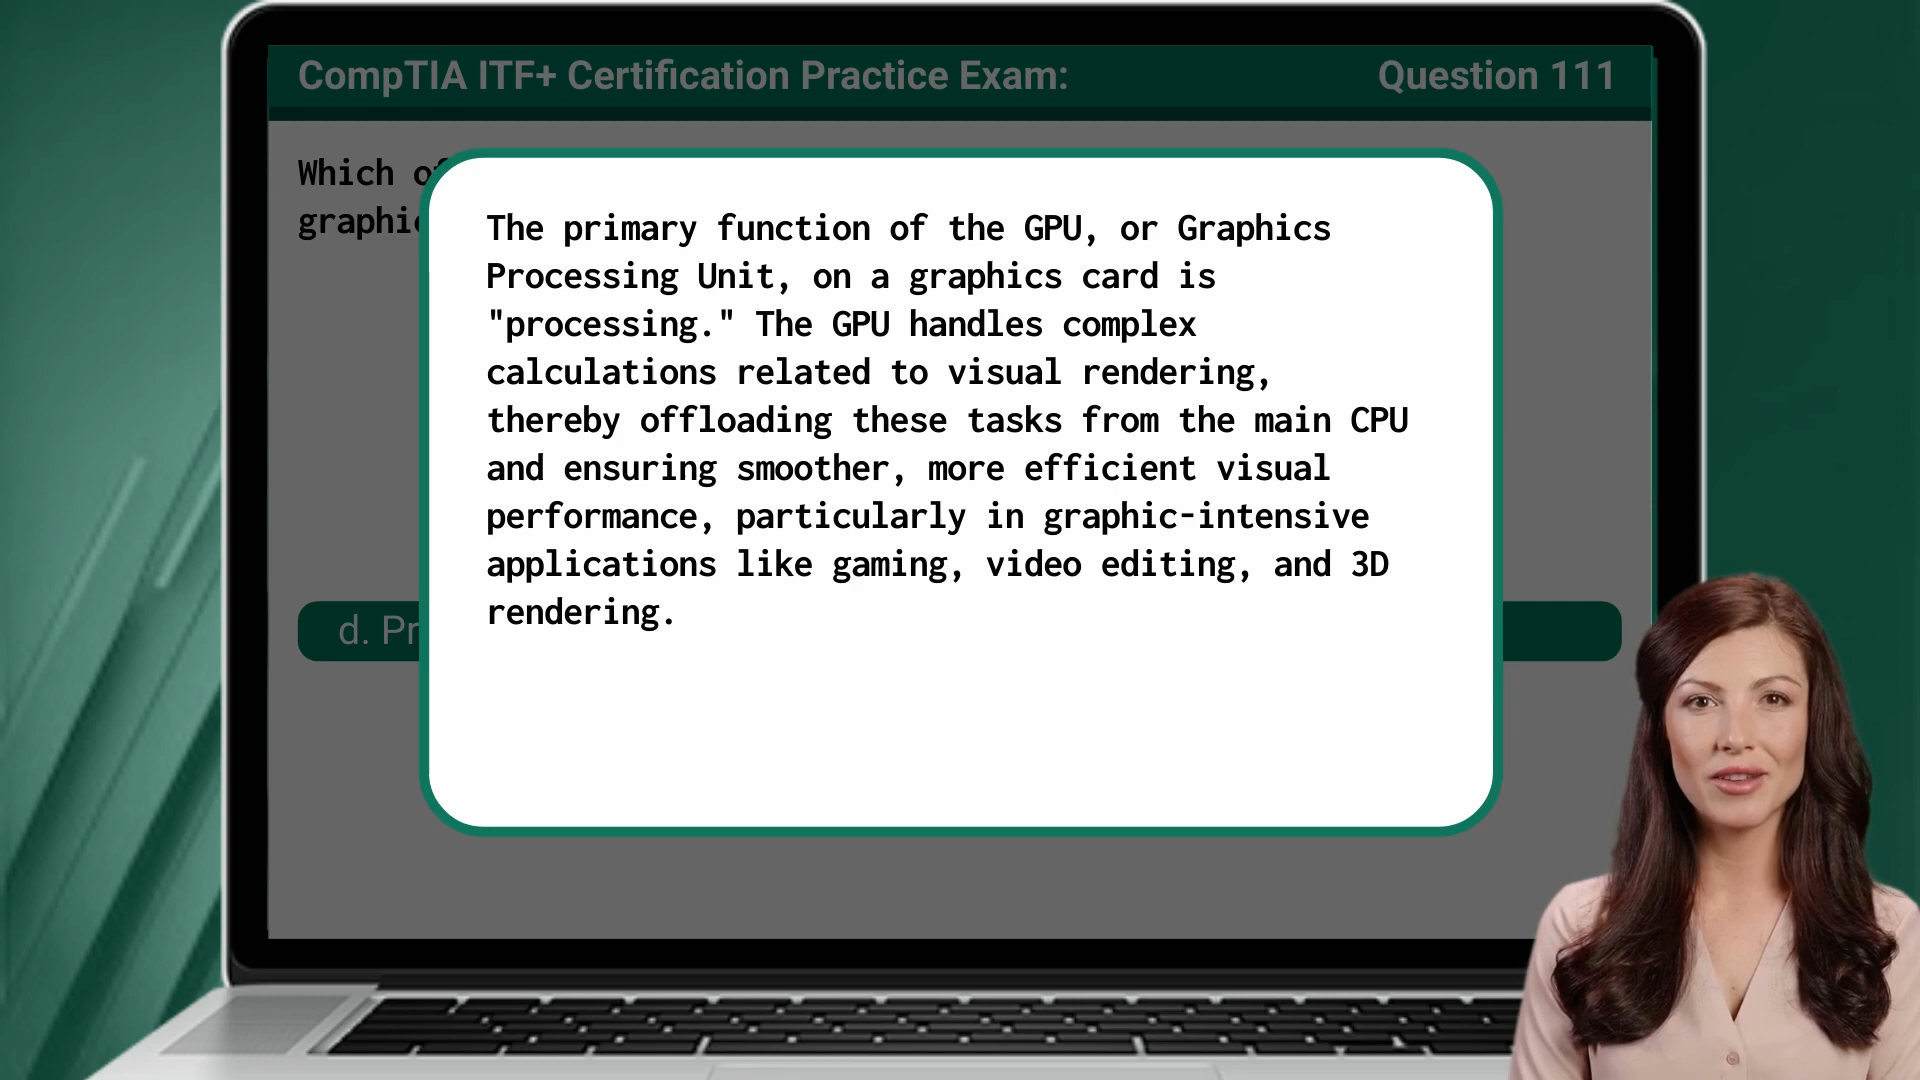 CompTIA ITF+ Certification Practice Exam:
Question 111
Which
The primary function of the GPU, or Graphics
Processing Unit, on a graphics card is
"processing." The GPU handles complex
calculations related to visual rendering,
thereby offloading these tasks from the main CPU
and ensuring smoother, more efficient visual
performance, particularly in graphic-intensive
applications like gaming, video editing, and 3D
rendering.
d.